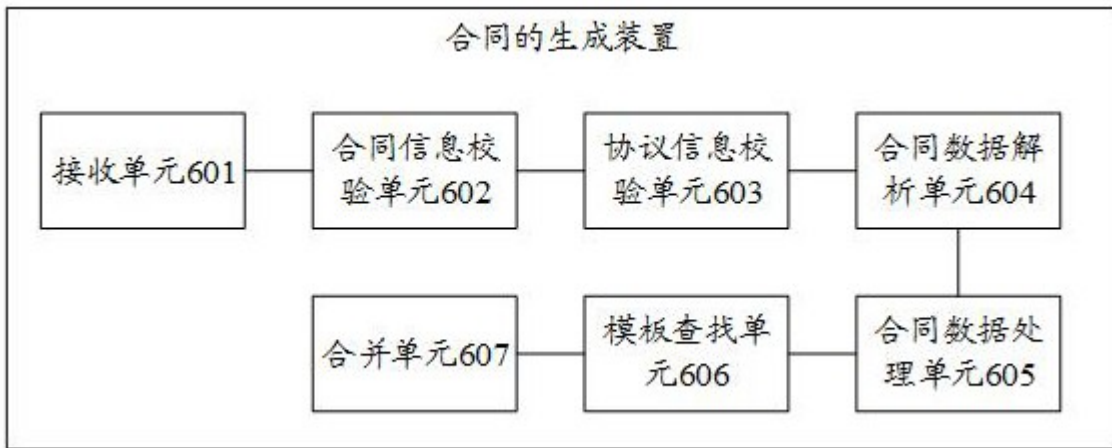 合同的生成装置
接收单元601
合同信息校
验单元602
协议信息校
验单元603
合同数据解
析单元604
合并单元607
模板查找单
元606
合同数据处
理单元605